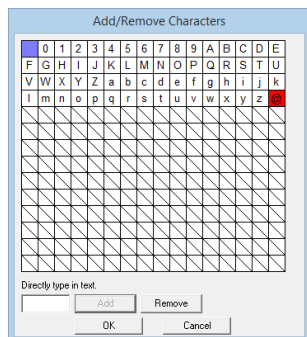 Add/Remove Characters
0 1 2 3 4 5 6 7 8 9 A B C D E
F G H I J K L M N O P Q R S T U
V W X Y Z a b c d e f g h i j k
l m n o p q r s t u v w x y z @
Directly type in text.
Add Remove
OK Cancel